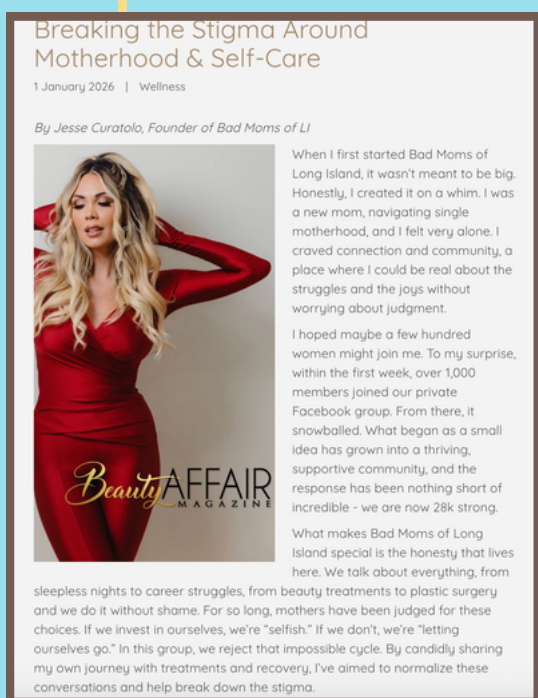 Breaking the Stigma Around
Motherhood & Self-Care
1 January 2026 | Wellness
By Jesse Curatolo, Founder of Bad Moms of LI
When I first started Bad Moms of
Long Island, it wasn't meant to be big.
Honestly, I created it on a whim. I was
a new mom, navigating single
motherhood, and I felt very alone. I
craved connection and community, a
place where I could be real about the
struggles and the joys without
worrying about judgment.
I hoped maybe a few hundred
women might join me. To my surprise,
within the first week, over 1,000
members joined our private
Facebook group. From there, it
snowballed. What began as a small
idea has grown into a thriving,
supportive community, and the
response has been nothing short of
incredible - we are now 28k strong.
What makes Bad Moms of Long
Island special is the honesty that lives
here. We talk about everything, from
sleepless nights to career struggles, from beauty treatments to plastic surgery
and we do it without shame. For so long, mothers have been judged for these
choices. If we invest in ourselves, we're "selfish." If we don't, we're "letting
ourselves go." In this group, we reject that impossible cycle. By candidly sharing
my own journey with treatments and recovery, I've aimed to normalize these
conversations and help break down the stigma.
Beauty AFFAIR
MAGAZINE